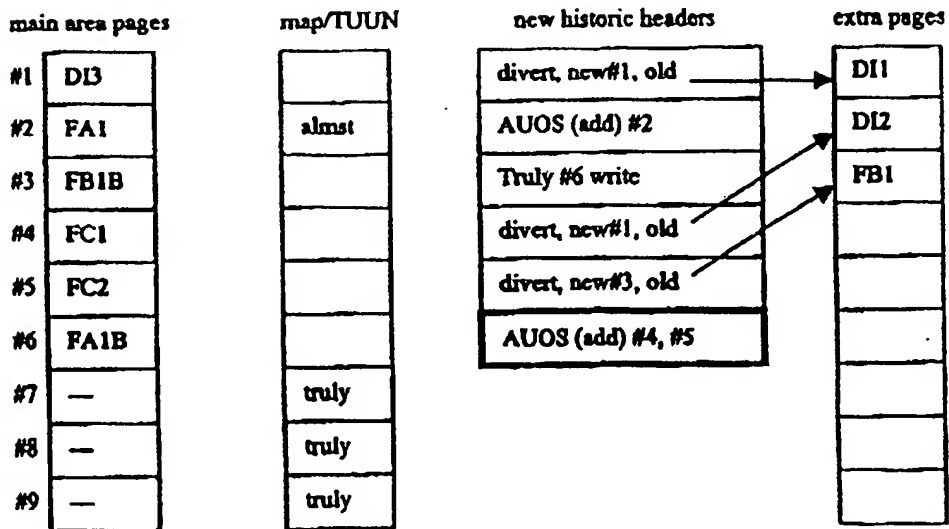 main area pages map/TUUN new historic headers extra pages
#1 DI3 divert, new#1, old DI1
#2 FA1 almst AUOS (add) #2 DI2
#3 FB1B Truly #6 write FB1
#4 FC1 divert, new#1, old
#5 FC2 divert, new#3, old
#6 FA1B AUOS (add) #4, #5
#7 — truly
#8 — truly
#9 — truly